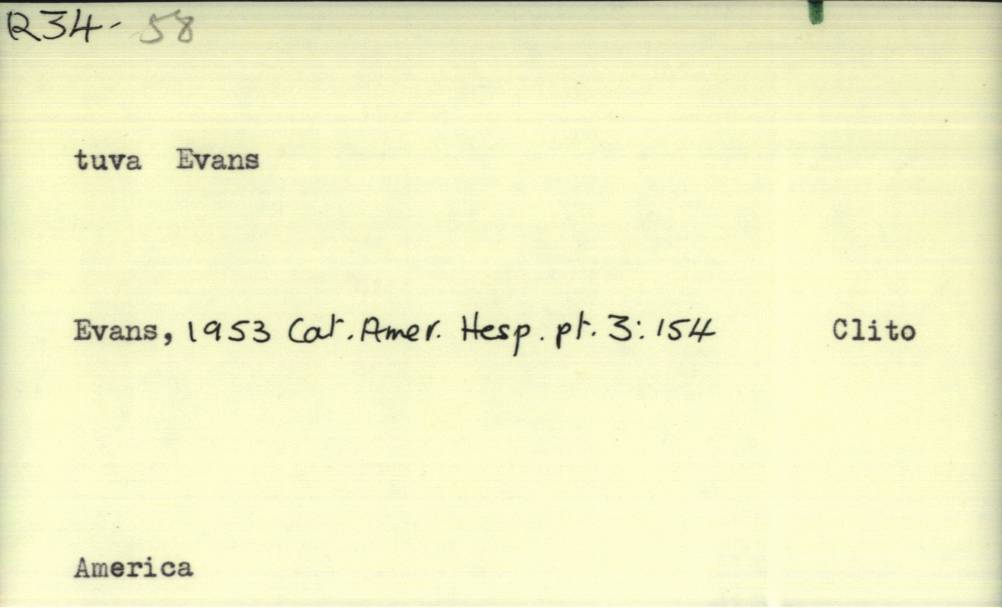 R34-58
tuva Evans
Evans, 1953 Cat. Amer. Hesp. pt. 3: 154 Clito
America